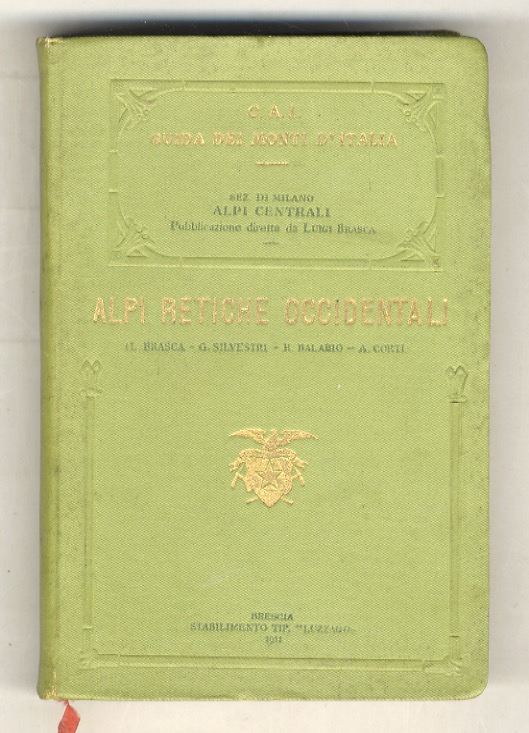 C. A. I.
GUIDA DEI MONTI D'ITALIA
SEZ. DI MILANO
ALPI CENTRALI
Pubblicazione diretta da LUIGI BRASCA
ALPI RETICHE OCCIDENTALI
(L. BRASCA - G. SILVESTRI - R. BALABIO - A. CORTI)
BRESCIA
STABILIMENTO TIP. "LUZZAGO„
1911